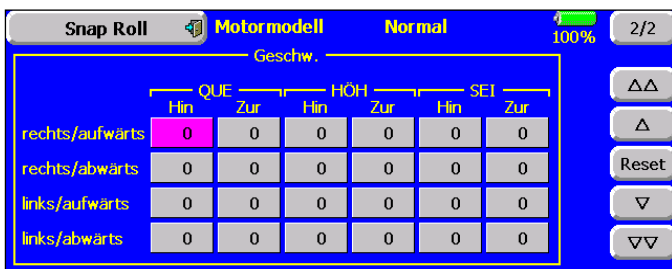 Snap Roll Motormodell Normal 100% 2/2
Geschw.
QUE HÖH SEI
Hin Zur Hin Zur Hin Zur
rechts/aufwärts 0 0 0 0 0 0
rechts/abwärts 0 0 0 0 0 0
Reset
links/aufwärts 0 0 0 0 0 0
links/abwärts 0 0 0 0 0 0